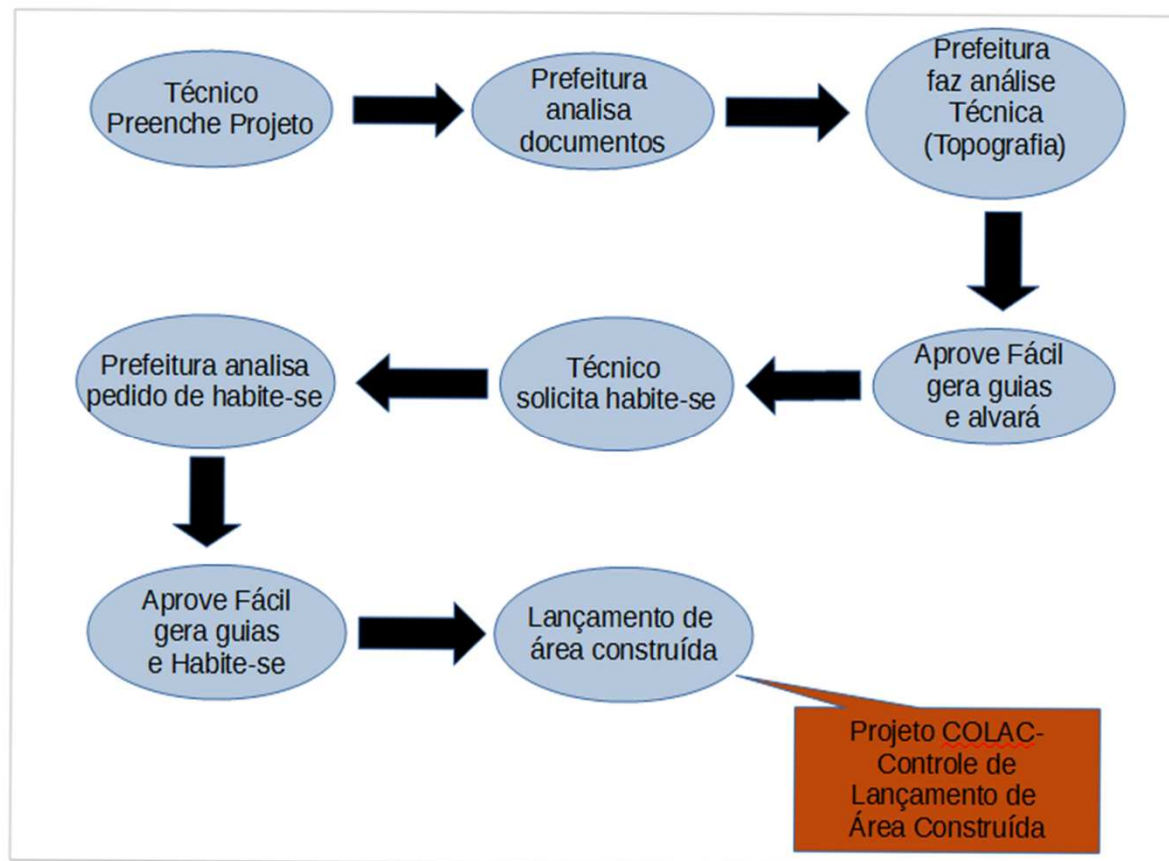 Técnico
Preenche Projeto
Prefeitura
analisa
documentos
Prefeitura
faz análise
Técnica
(Topografia)
Prefeitura analisa
pedido de habite-se
Técnico
solicita habite-se
Aprove Fácil
gera guias
e alvará
Aprove Fácil
gera guias
e Habite-se
Lançamento de
área construída
Projeto COLAC-
Controle de
Lançamento de
Área Construída